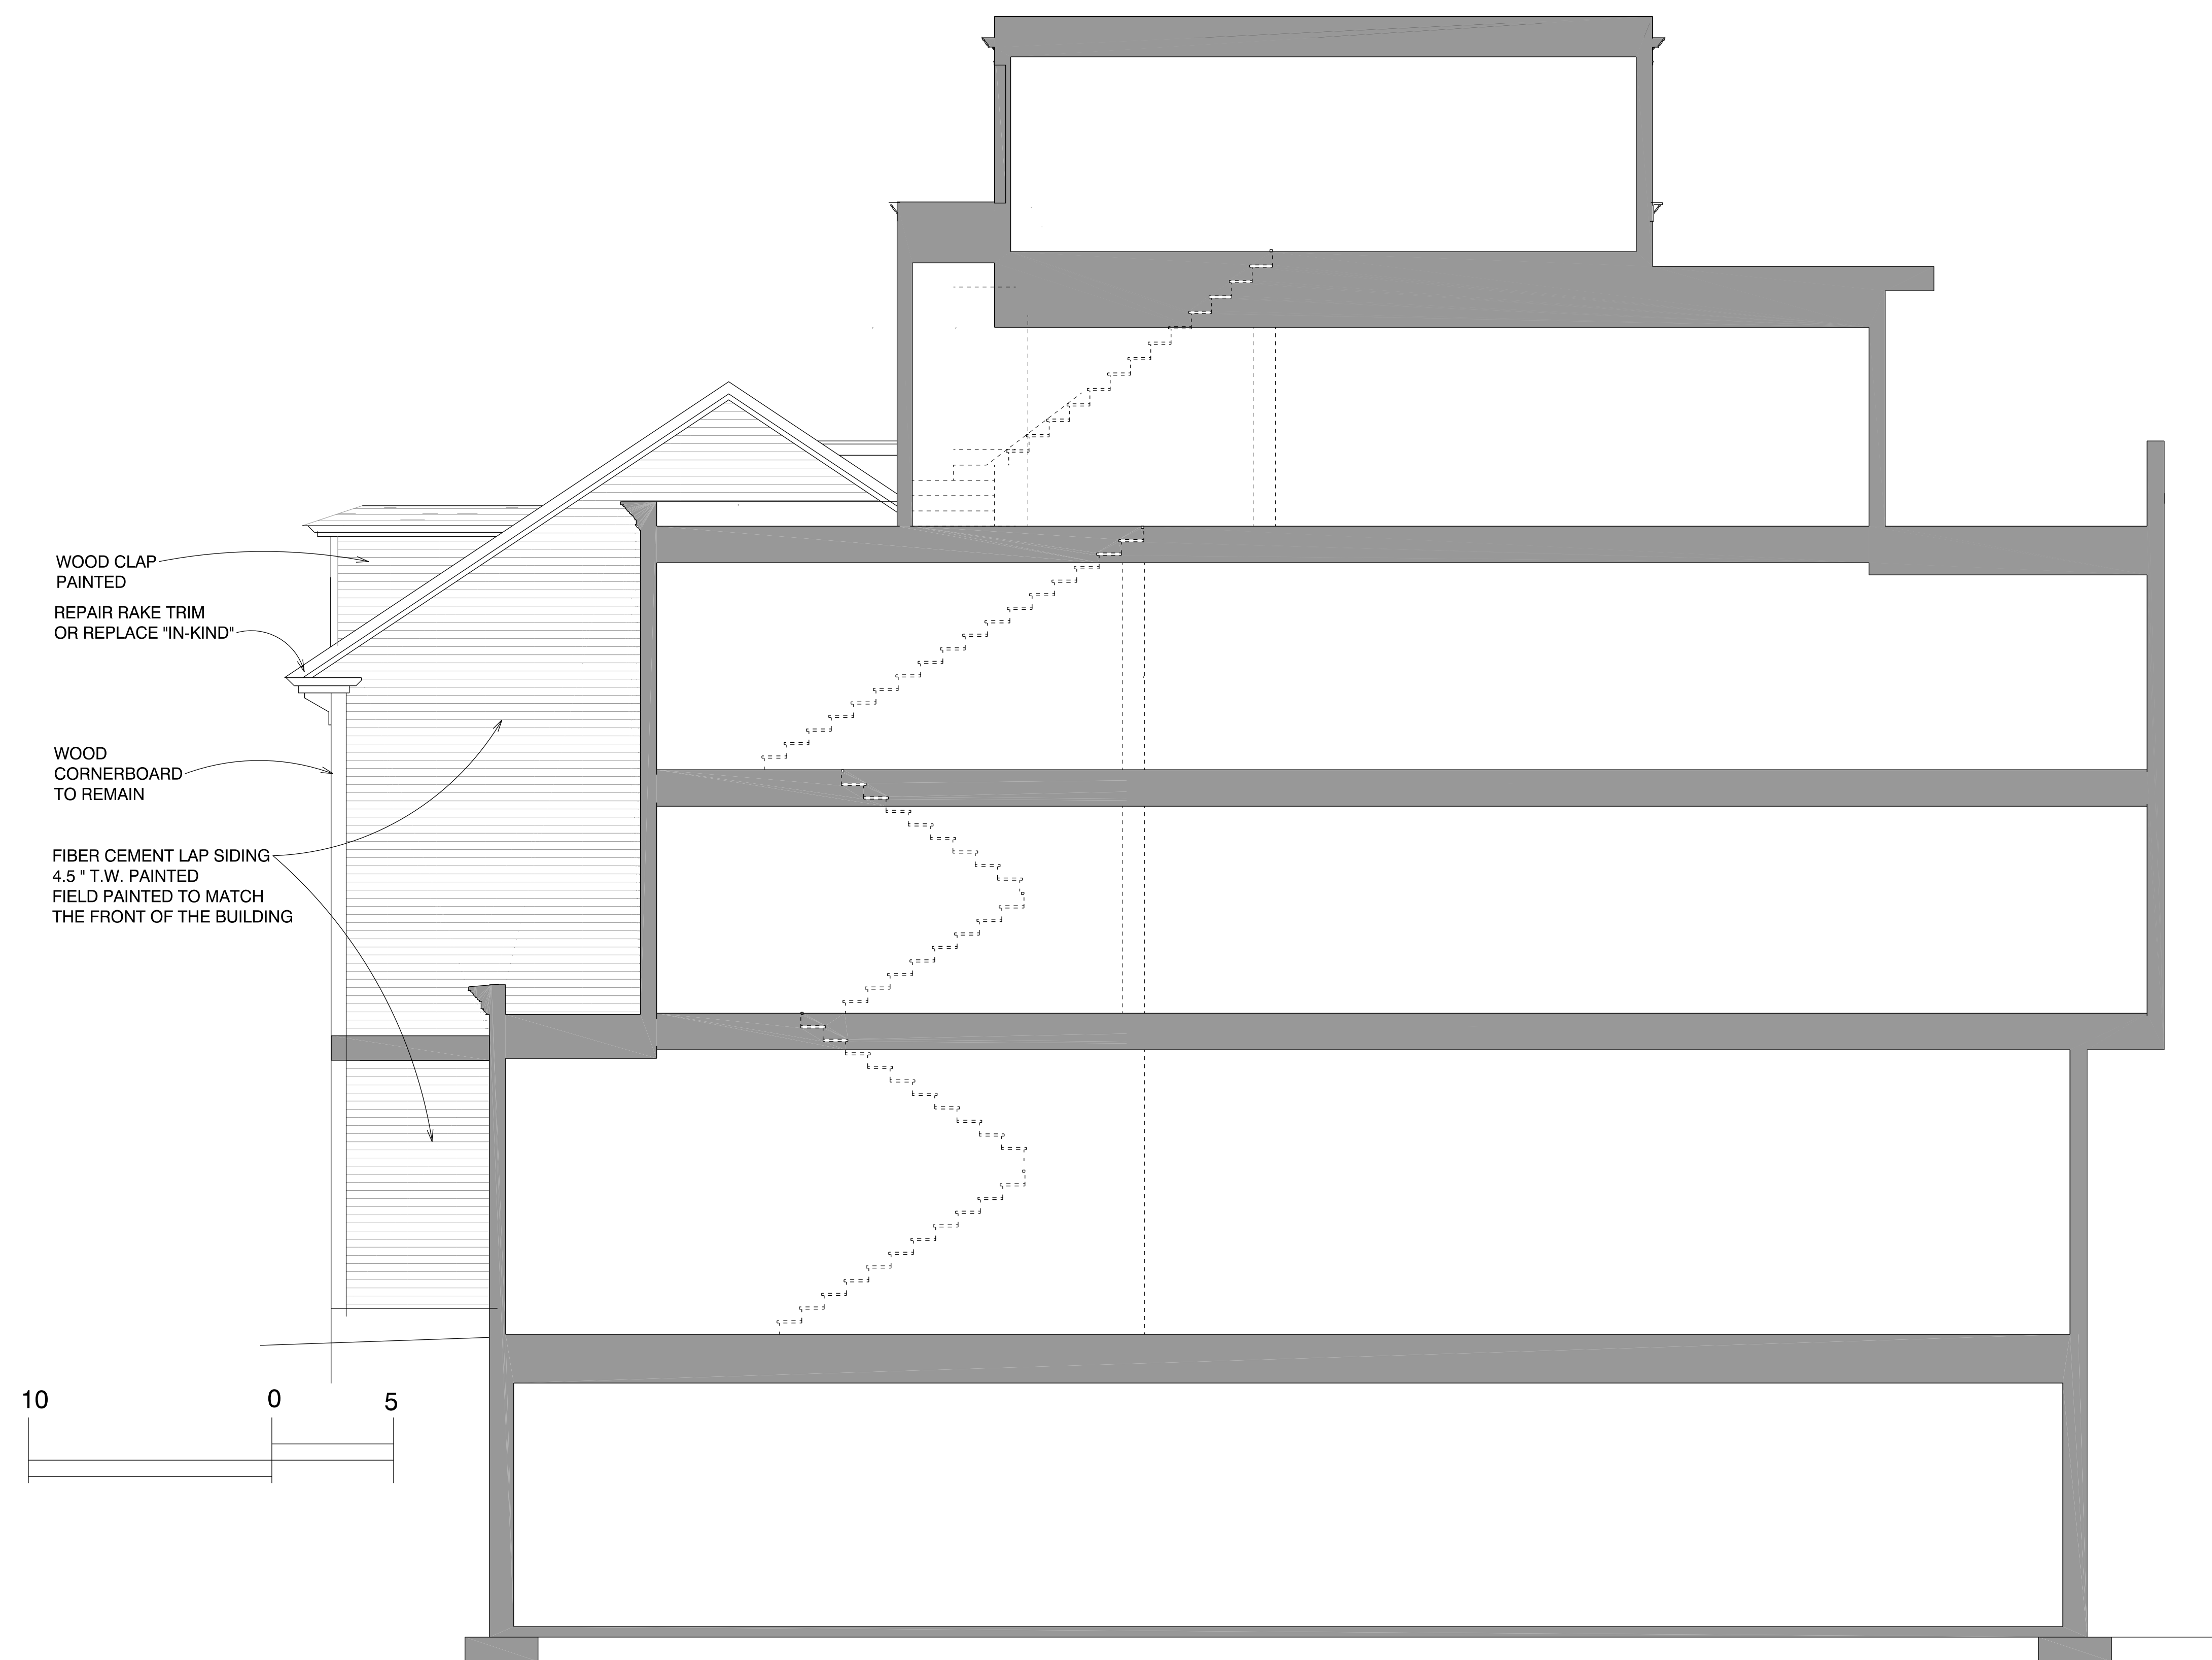 WOOD CLAP
PAINTED
REPAIR RAKE TRIM
OR REPLACE "IN-KIND"
WOOD
CORNERBOARD
TO REMAIN
FIBER CEMENT LAP SIDING
4.5 " T.W. PAINTED
FIELD PAINTED TO MATCH
THE FRONT OF THE BUILDING
10 0 5